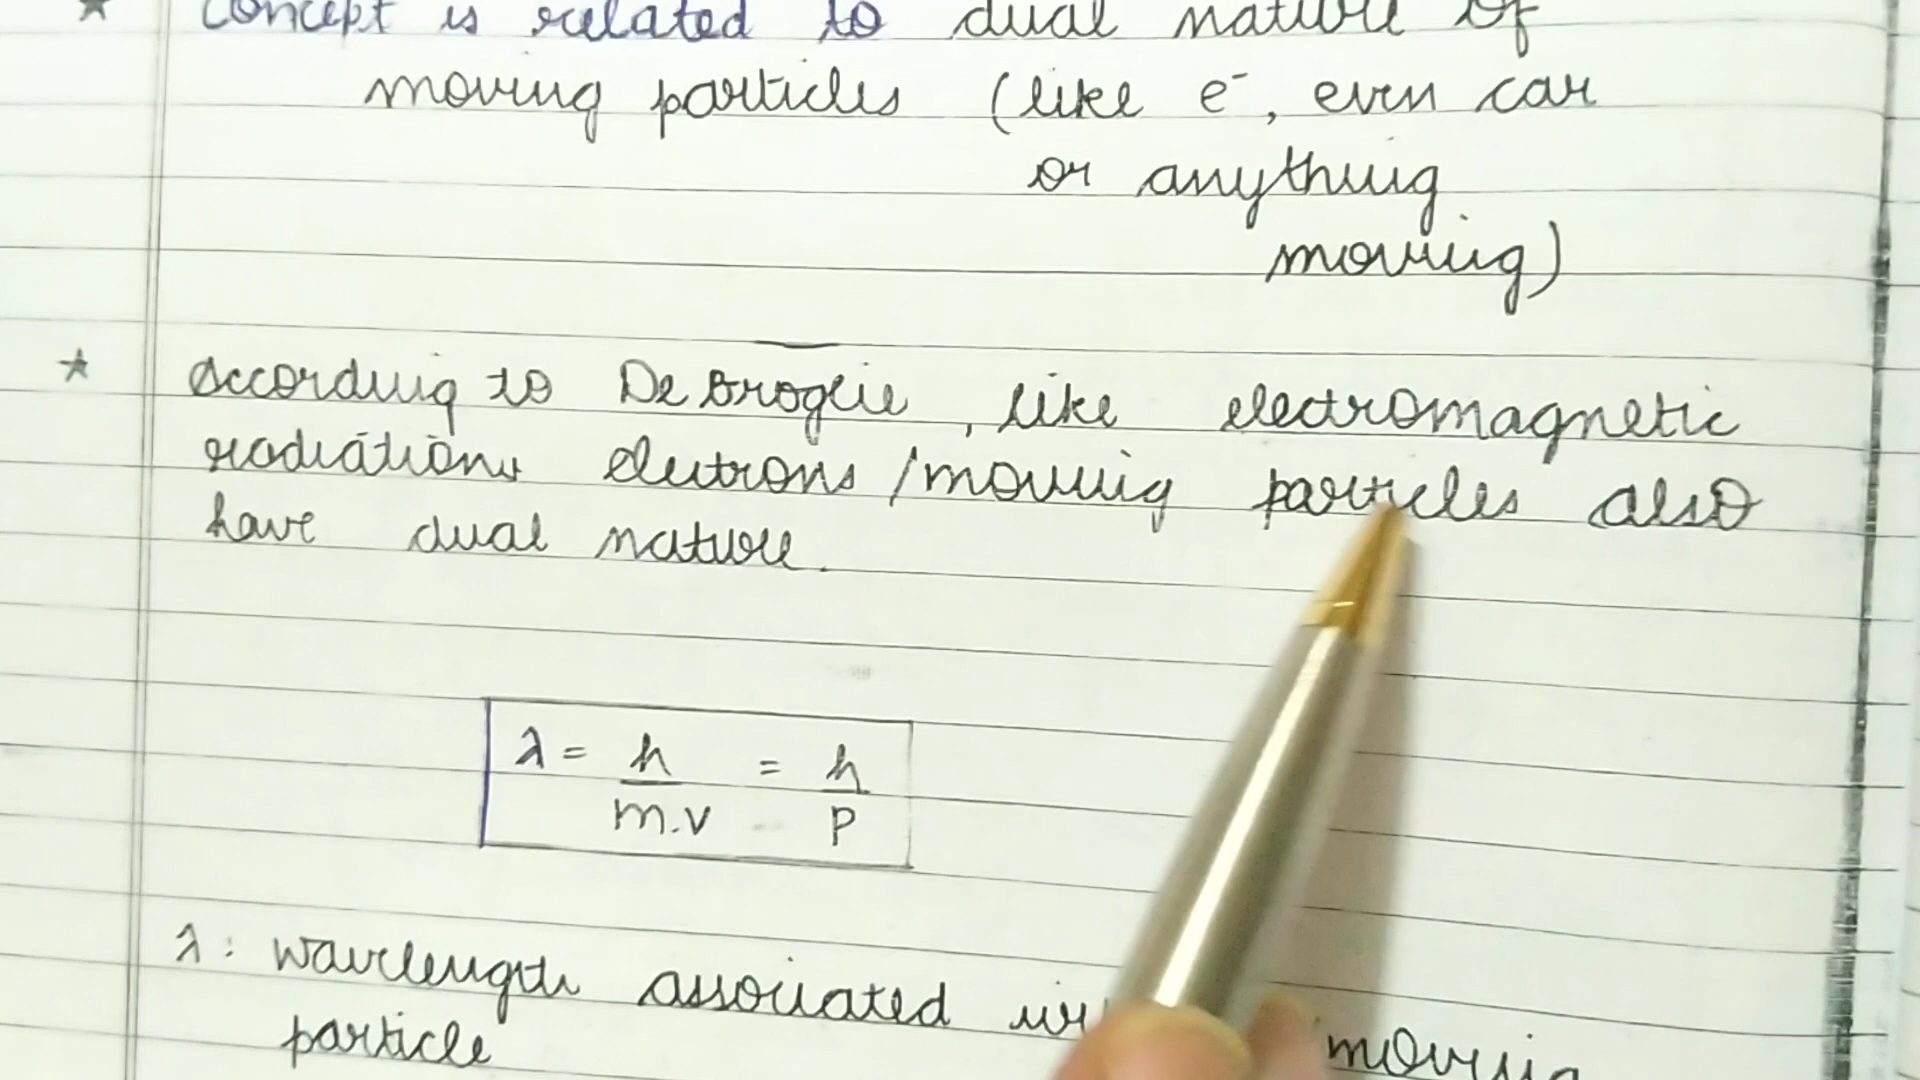 concept is related to dual nature of
moving particles (like e⁻, even car
or anything
moving)
★ According to De Broglie, like electromagnetic
radiations electrons / moving particles also
have dual nature.
λ = h/m.v = h/p
λ : wavelength associated moving
particle